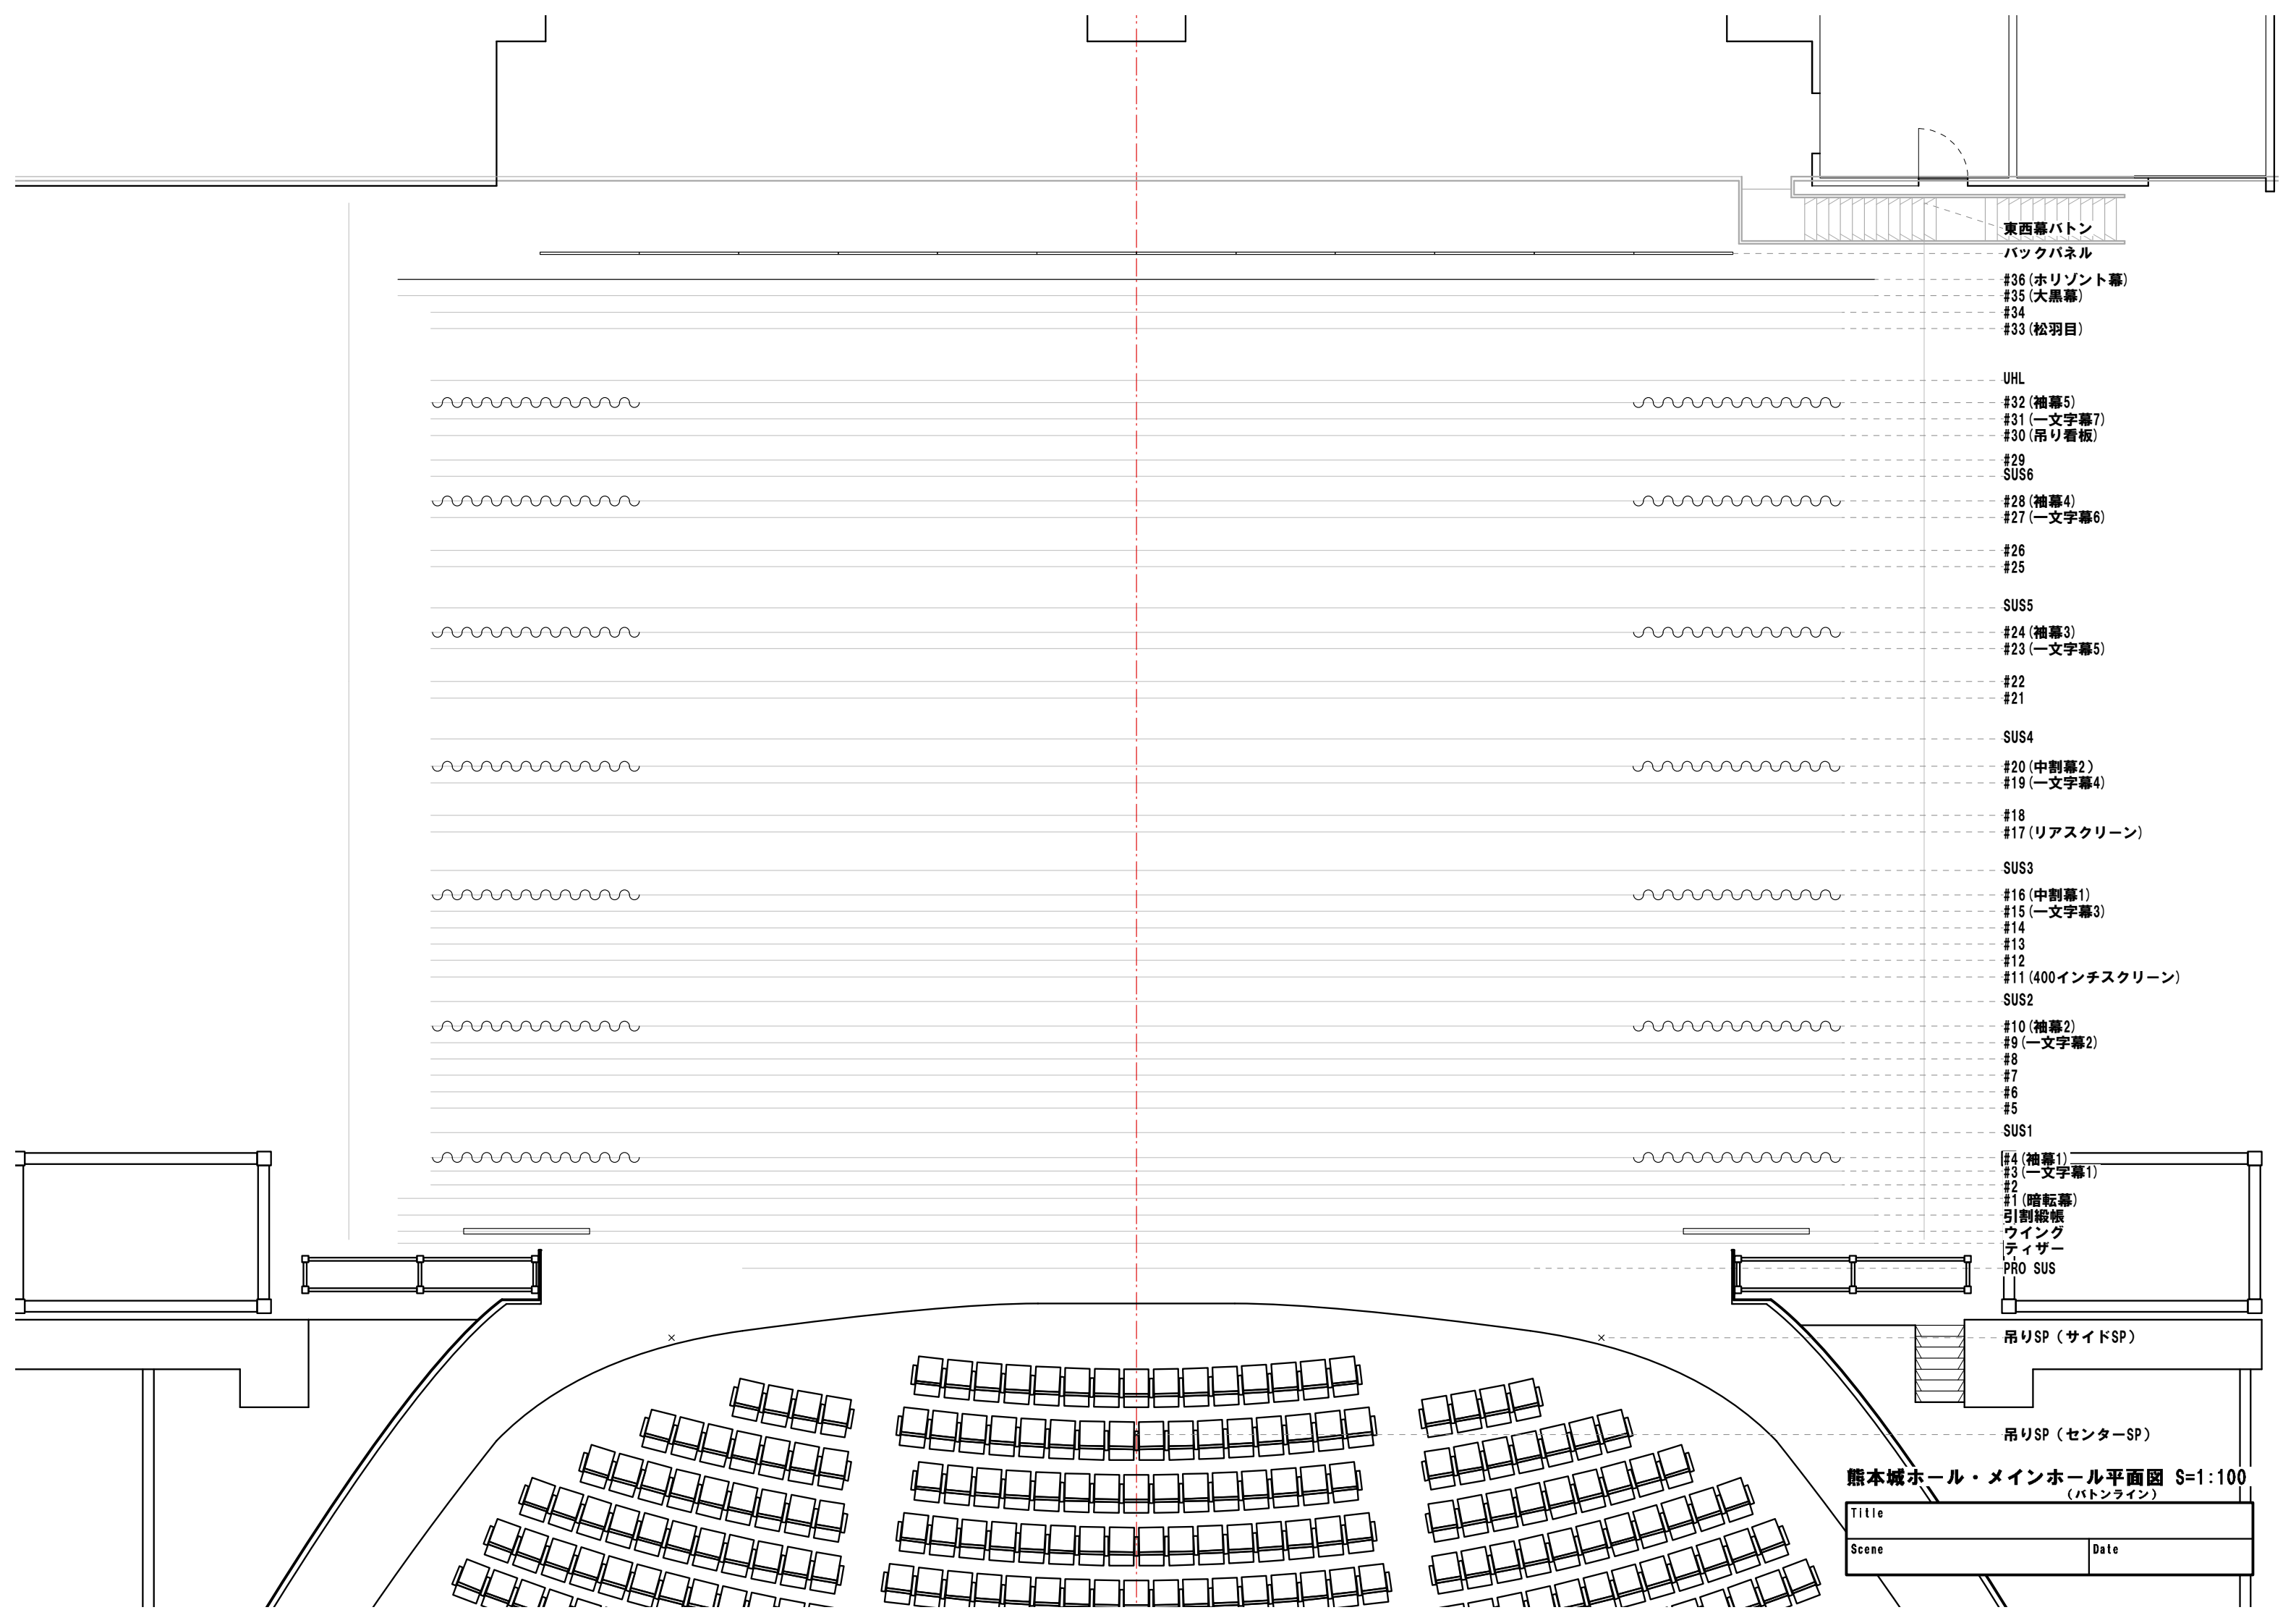 東西幕バトン
バックパネル
#36(ホリゾント幕)
#35(大黒幕)
#34
#33(松羽目)
UHL
#32(袖幕5)
#31(一文字幕7)
#30(吊り看板)
#29
SUS6
#28(袖幕4)
#27(一文字幕6)
#26
#25
SUS5
#24(袖幕3)
#23(一文字幕5)
#22
#21
SUS4
#20(中割幕2)
#19(一文字幕4)
#18
#17(リアスクリーン)
SUS3
#16(中割幕1)
#15(一文字幕3)
#14
#13
#12
#11(400インチスクリーン)
SUS2
#10(袖幕2)
#9(一文字幕2)
#8
#7
#6
#5
SUS1
#4(袖幕1)
#3(一文字幕1)
#2
#1(暗転幕)
引割緞帳
ウイング
ティザー
PRO SUS
吊りSP(サイドSP)
吊りSP(センターSP)
熊本城ホール・メインホール平面図 S=1:100
(バトンライン)
Title
Scene Date